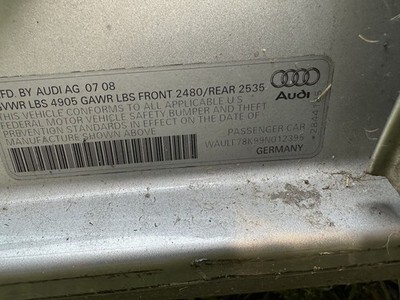 MFD. BY AUDI AG 07 08
GVWR LBS 4905 GAWR LBS FRONT 2480/REAR 2535
THIS VEHICLE CONFORMS TO ALL APPLICABLE U S
FEDERAL MOTOR VEHICLE SAFETY BUMPER AND THEFT
PREVENTION STANDARDS IN EFFECT ON THE DATE OF
MANUFACTURE SHOWN ABOVE
Audi
PASSENGER CAR
GERMANY